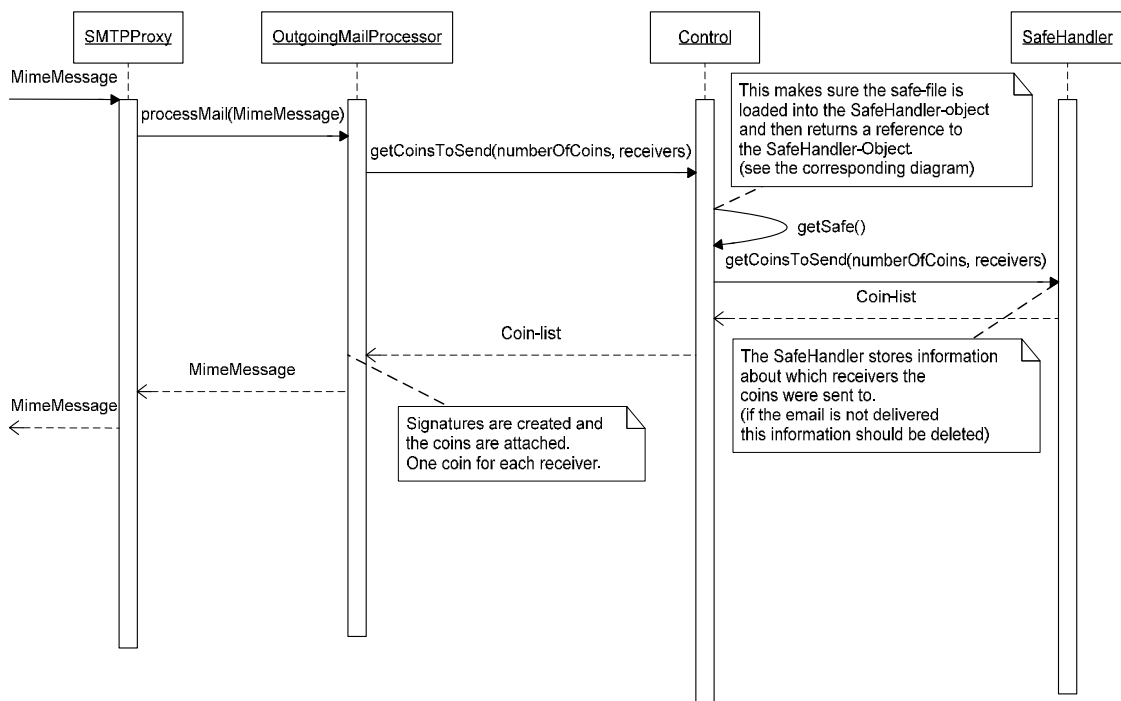 SMTPProxy
OutgoingMailProcessor
Control
SafeHandler
MimeMessage
processMail(MimeMessage)
getCoinsToSend(numberOfCoins, receivers)
This makes sure the safe-file is
loaded into the SafeHandler-object
and then returns a reference to
the SafeHandler-Object.
(see the corresponding diagram)
getSafe()
getCoinsToSend(numberOfCoins, receivers)
Coin-list
Coin-list
MimeMessage
MimeMessage
The SafeHandler stores information
about which receivers the
coins were sent to.
(if the email is not delivered
this information should be deleted)
Signatures are created and
the coins are attached.
One coin for each receiver.